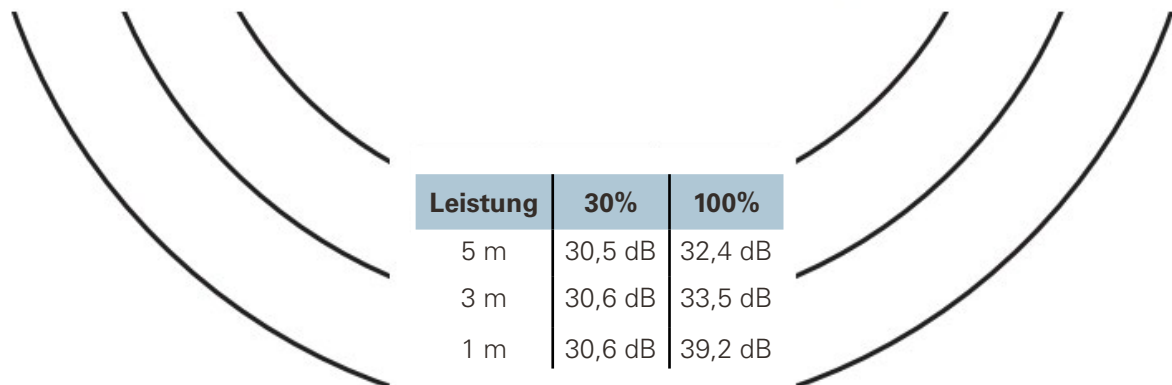 Leistung 30% 100%
5 m 30,5 dB 32,4 dB
3 m 30,6 dB 33,5 dB
1 m 30,6 dB 39,2 dB